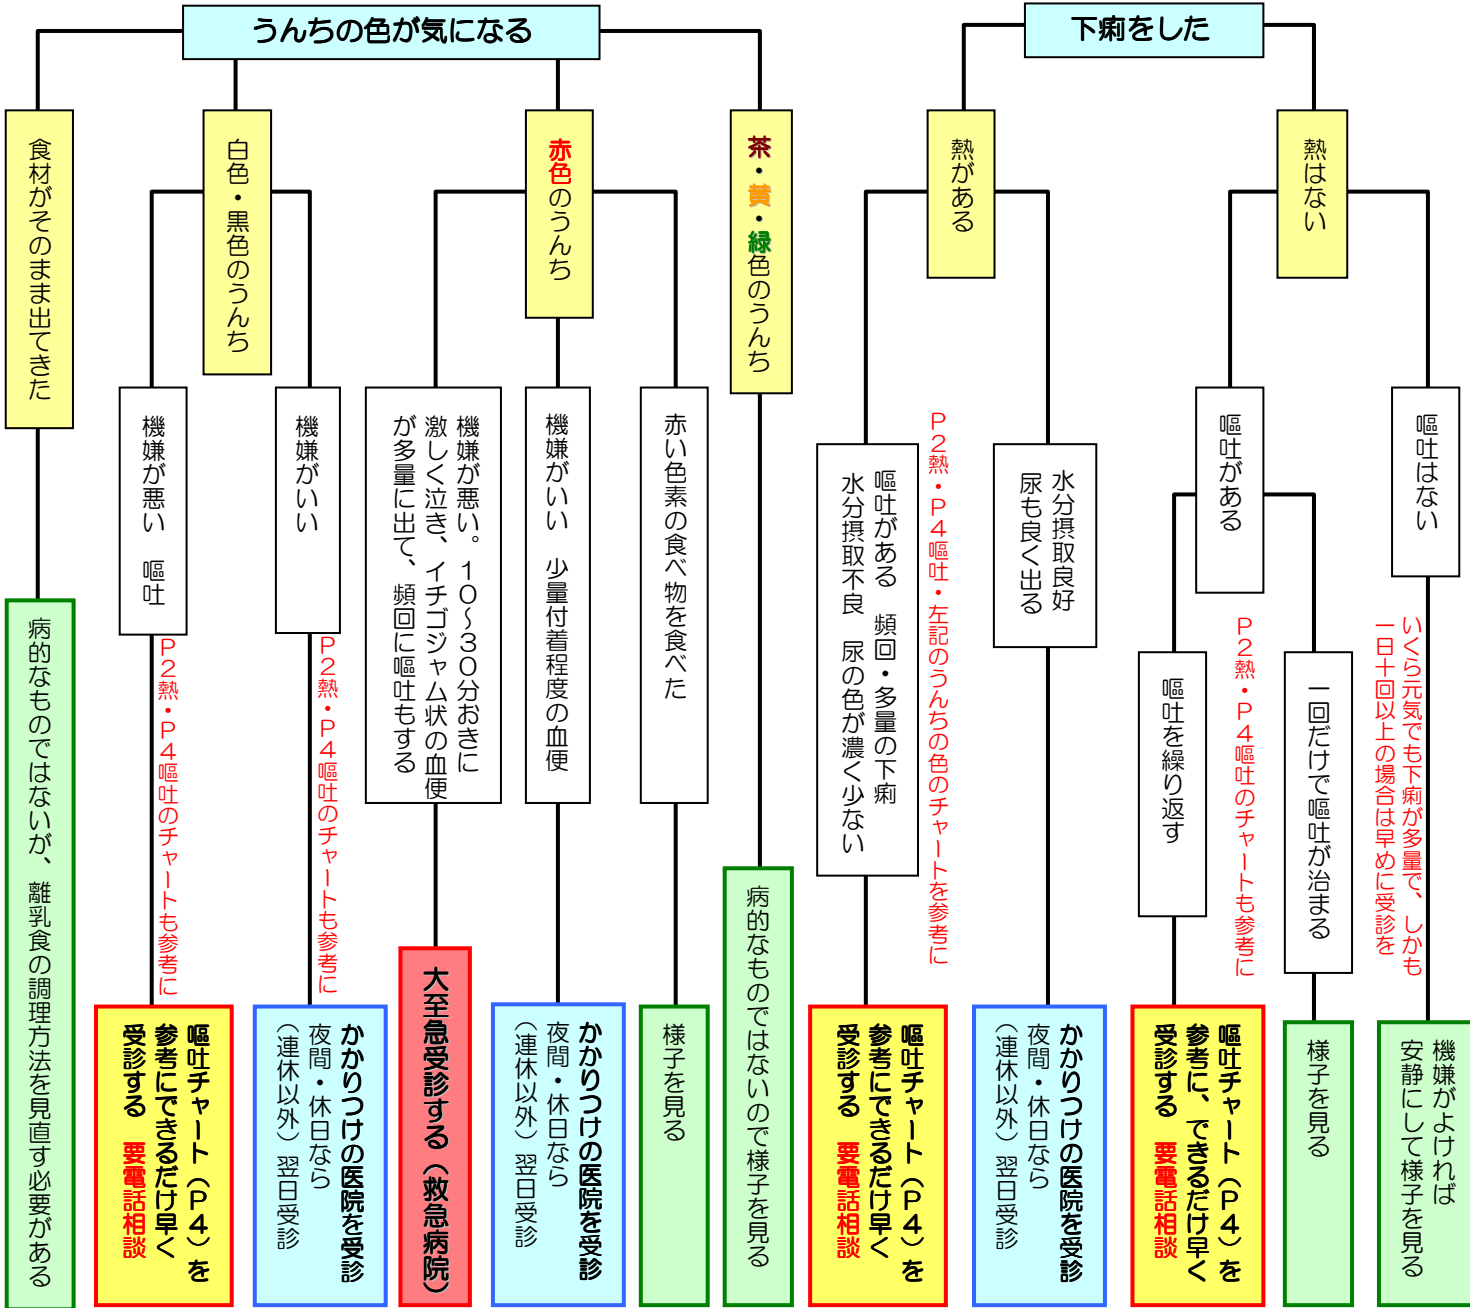 下痢をした
熱はない
嘔吐はない
いくら元気でも下痢が多量で、しかも
一日十回以上の場合は早めに受診を
機嫌がよければ
安静にして様子を見る
嘔吐がある
一回だけで嘔吐が治まる
様子を見る
P2熱・P4嘔吐のチャートも参考に
嘔吐を繰り返す
嘔吐チャート（P4）を
参考に、できるだけ早く
受診する　要電話相談
熱がある
水分摂取良好
尿も良く出る
かかりつけの医院を受診
夜間・休日なら
（連休以外）翌日受診
P2熱・P4嘔吐・左記のうんちの色のチャートを参考に
嘔吐がある　頻回・多量の下痢
水分摂取不良　尿の色が濃く少ない
嘔吐チャート（P4）を
参考にできるだけ早く
受診する　要電話相談
うんちの色が気になる
茶・黄・緑色のうんち
病的なものではないので様子を見る
赤色のうんち
赤い色素の食べ物を食べた
様子を見る
機嫌がいい　少量付着程度の血便
かかりつけの医院を受診
夜間・休日なら
（連休以外）翌日受診
機嫌が悪い。10～30分おきに
激しく泣き、イチゴジャム状の血便
が多量に出て、頻回に嘔吐もする
大至急受診する（救急病院）
白色・黒色のうんち
機嫌がいい
P2熱・P4嘔吐のチャートも参考に
かかりつけの医院を受診
夜間・休日なら
（連休以外）翌日受診
機嫌が悪い　嘔吐
P2熱・P4嘔吐のチャートも参考に
嘔吐チャート（P4）を
参考にできるだけ早く
受診する　要電話相談
食材がそのまま出てきた
病的なものではないが、離乳食の調理方法を見直す必要がある